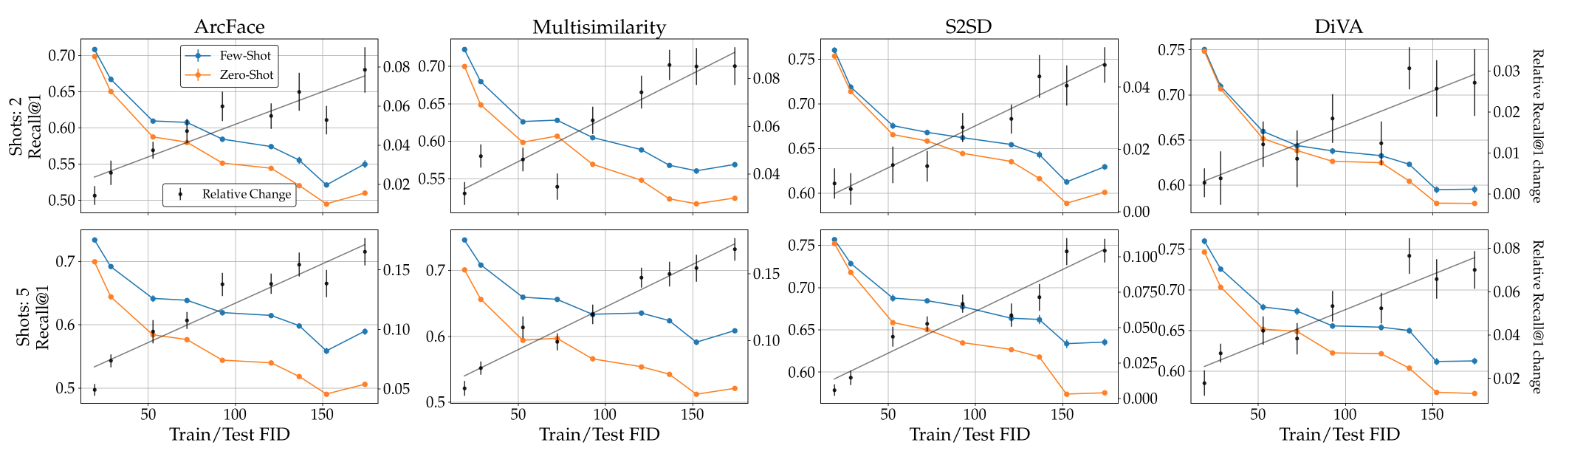 ArcFace
Multisimilarity
S2SD
DiVA
Shots: 2
Recall@1
0.70
0.65
0.60
0.55
0.50
Few-Shot
Zero-Shot
Relative Change
0.08
0.06
0.04
0.02
0.70
0.65
0.60
0.55
0.08
0.06
0.04
0.75
0.70
0.65
0.60
0.04
0.02
0.00
0.75
0.70
0.65
0.60
0.03
0.02
0.01
0.00
Relative Recall@1 change
Shots: 5
Recall@1
0.7
0.6
0.5
0.15
0.10
0.05
50 100 150
Train/Test FID
0.7
0.6
0.5
0.15
0.10
50 100 150
Train/Test FID
0.75
0.70
0.65
0.60
0.100
0.075
0.050
0.025
0.000
50 100 150
Train/Test FID
0.75
0.70
0.65
0.60
0.08
0.06
0.04
0.02
50 100 150
Train/Test FID
Relative Recall@1 change